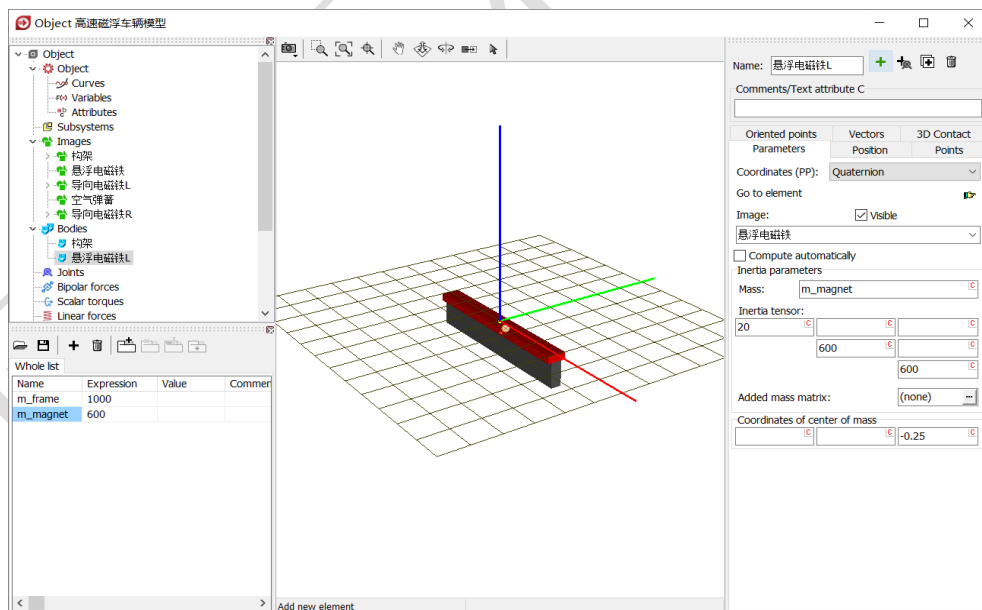 Object 高速磁浮车辆模型
Object
Object
Curves
Variables
Attributes
Subsystems
Images
构架
悬浮电磁铁
导向电磁铁L
空气弹簧
导向电磁铁R
Bodies
构架
悬浮电磁铁L
Joints
Bipolar forces
Scalar torques
Linear forces
Whole list
Name Expression Value Commen
m_frame 1000
m_magnet 600
Add new element
Name: 悬浮电磁铁L
Comments/Text attribute C
Oriented points Vectors 3D Contact
Parameters Position Points
Coordinates (PP): Quaternion
Go to element
Image: Visible
悬浮电磁铁
Compute automatically
Inertia parameters
Mass: m_magnet C
Inertia tensor:
20 C C C
600 C C
600 C
Added mass matrix: (none) ...
Coordinates of center of mass
C C -0.25 C